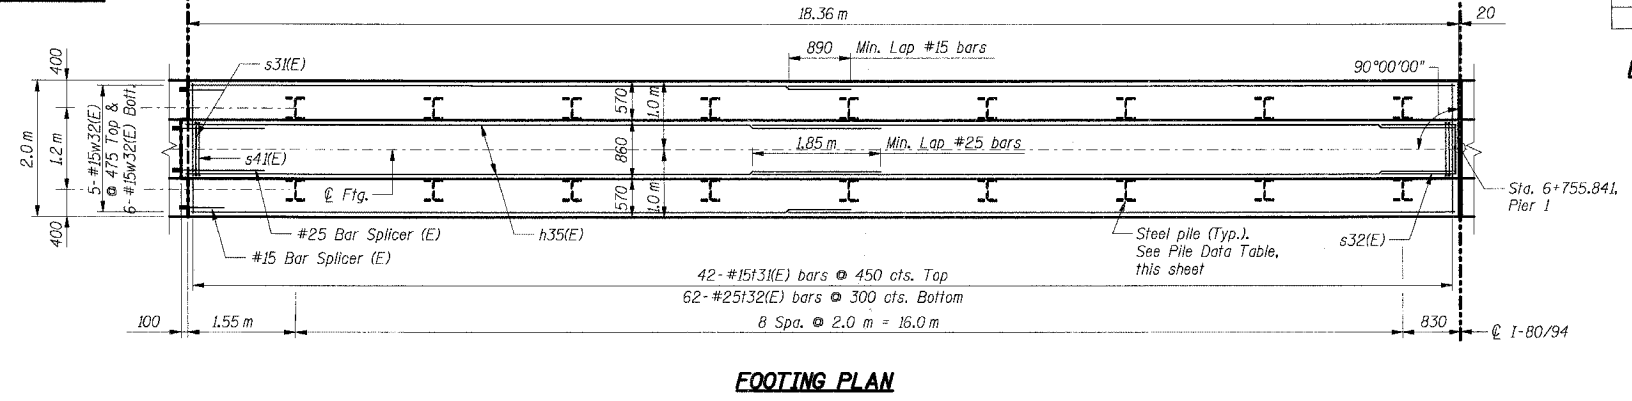 18.36 m
20
400
890
Min. Lap #15 bars
s31(E)
90°00'00"
2.0 m
1.2 m
5-#15w32(E)
@ 475 Top &
6-#15w32(E) Bott.
570
1.0 m
860
1.85 m
Min. Lap #25 bars
s41(E)
℄ Ftg.
570
1.0 m
Sta. 6+755.841,
Pier 1
400
#25 Bar Splicer (E)
h35(E)
Steel pile (Typ.).
See Pile Data Table,
this sheet
s32(E)
#15 Bar Splicer (E)
42-#15t31(E) bars @ 450 cts. Top
62-#25t32(E) bars @ 300 cts. Bottom
100
1.55 m
8 Spa. @ 2.0 m = 16.0 m
830
℄ I-80/94
FOOTING PLAN